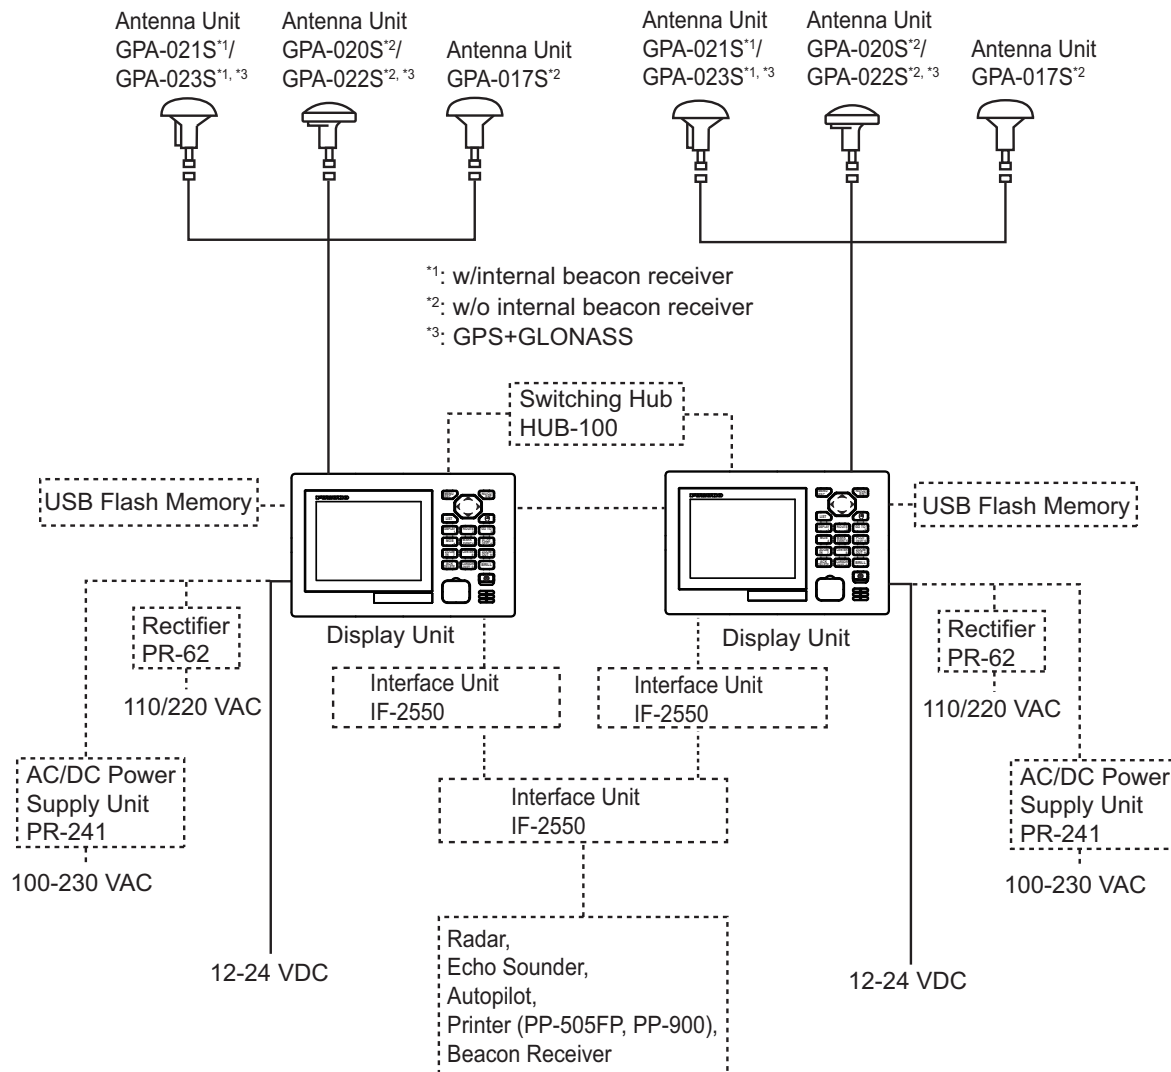 Antenna Unit
GPA-021S*1/
GPA-023S*1, *3
Antenna Unit
GPA-020S*2/
GPA-022S*2, *3
Antenna Unit
GPA-017S*2
Antenna Unit
GPA-021S*1/
GPA-023S*1, *3
Antenna Unit
GPA-020S*2/
GPA-022S*2, *3
Antenna Unit
GPA-017S*2
*1: w/internal beacon receiver
*2: w/o internal beacon receiver
*3: GPS+GLONASS
Switching Hub
HUB-100
USB Flash Memory
USB Flash Memory
Display Unit
Display Unit
Rectifier
PR-62
110/220 VAC
Interface Unit
IF-2550
Interface Unit
IF-2550
Rectifier
PR-62
110/220 VAC
AC/DC Power
Supply Unit
PR-241
100-230 VAC
Interface Unit
IF-2550
AC/DC Power
Supply Unit
PR-241
100-230 VAC
12-24 VDC
Radar,
Echo Sounder,
Autopilot,
Printer (PP-505FP, PP-900),
Beacon Receiver
12-24 VDC